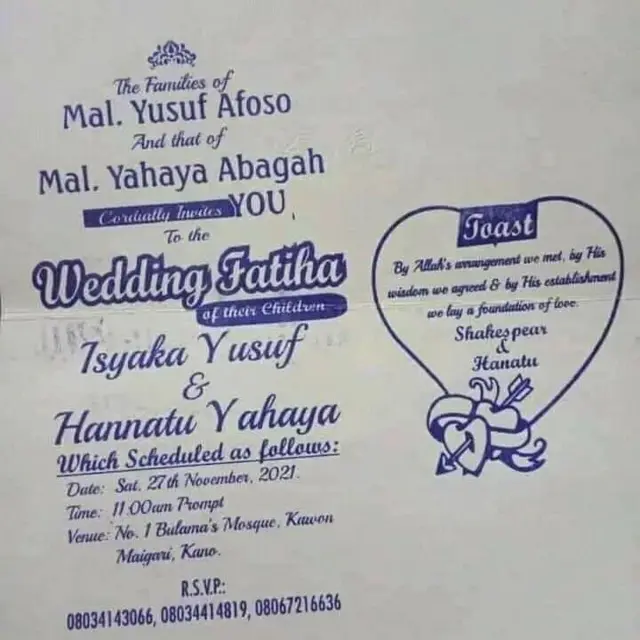 The Families of
Mal. Yusuf Afoso
And that of
Mal. Yahaya Abagah
Cordially Invites YOU
To the
Wedding Fatiha
of their Children
Isyaka Yusuf
&
Hannatu Yahaya
Which Scheduled as follows:
Date: Sat. 27th November, 2021.
Time: 11:00am Prompt
Venue: No. 1 Bulama's Mosque, Kawon
Maigari, Kano.
R.S.V.P.:
08034143066, 08034414819, 08067216636
Toast
By Allah's arrangement we met, by His
wisdom we agreed & by His establishment
we lay a foundation of love.
Shakespear
&
Hanatu